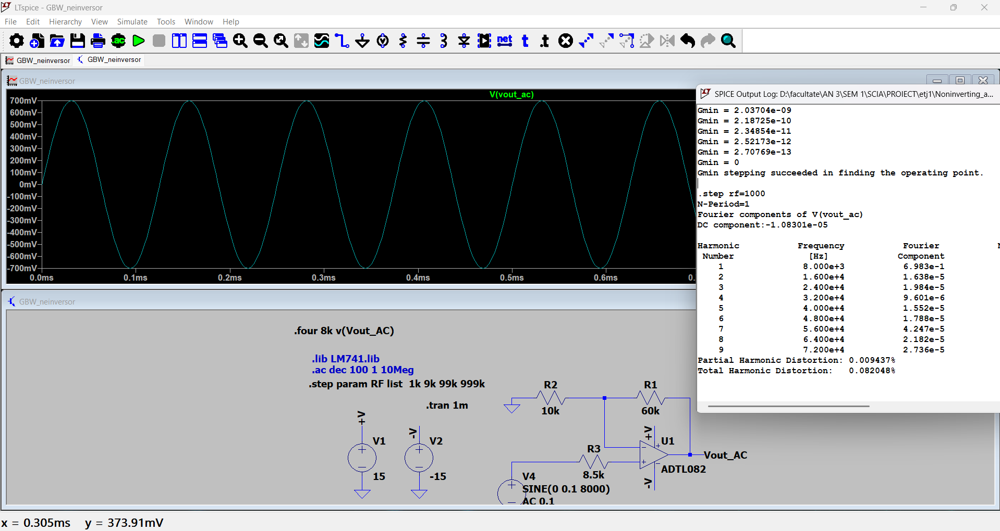 LTspice - GBW_neinversor
File Edit Hierarchy View Simulate Tools Window Help
.ac net t .t
GBW_neinversor GBW_neinversor
GBW_neinversor
V(vout_ac)
700mV
600mV
500mV
400mV
300mV
200mV
100mV
0mV
-100mV
-200mV
-300mV
-400mV
-500mV
-600mV
-700mV
0.0ms 0.1ms 0.2ms 0.3ms 0.4ms 0.5ms 0.6ms 0.
SPICE Output Log: D:\facultate\AN 3\SEM 1\SCIA\PROIECT\etj1\Noninverting_a...
Gmin = 2.03704e-09
Gmin = 2.18725e-10
Gmin = 2.34854e-11
Gmin = 2.52173e-12
Gmin = 2.70769e-13
Gmin = 0
Gmin stepping succeeded in finding the operating point.
.step rf=1000
N-Period=1
Fourier components of V(vout_ac)
DC component:-1.08301e-05
Harmonic Frequency Fourier
Number [Hz] Component
1 8.000e+3 6.983e-1
2 1.600e+4 1.638e-5
3 2.400e+4 1.984e-5
4 3.200e+4 9.601e-6
5 4.000e+4 1.552e-5
6 4.800e+4 1.788e-5
7 5.600e+4 4.247e-5
8 6.400e+4 2.182e-5
9 7.200e+4 2.736e-5
Partial Harmonic Distortion: 0.009437%
Total Harmonic Distortion: 0.082048%
GBW_neinversor
.four 8k v(Vout_AC)
.lib LM741.lib
.ac dec 100 1 10Meg
.step param RF list 1k 9k 99k 999k
.tran 1m
R2
10k
R1
60k
+V
V1
15
-V
V2
-15
R3
8.5k
+V
U1
ADTL082
-V
Vout_AC
V4
SINE(0 0.1 8000)
AC 0.1
x = 0.305ms y = 373.91mV